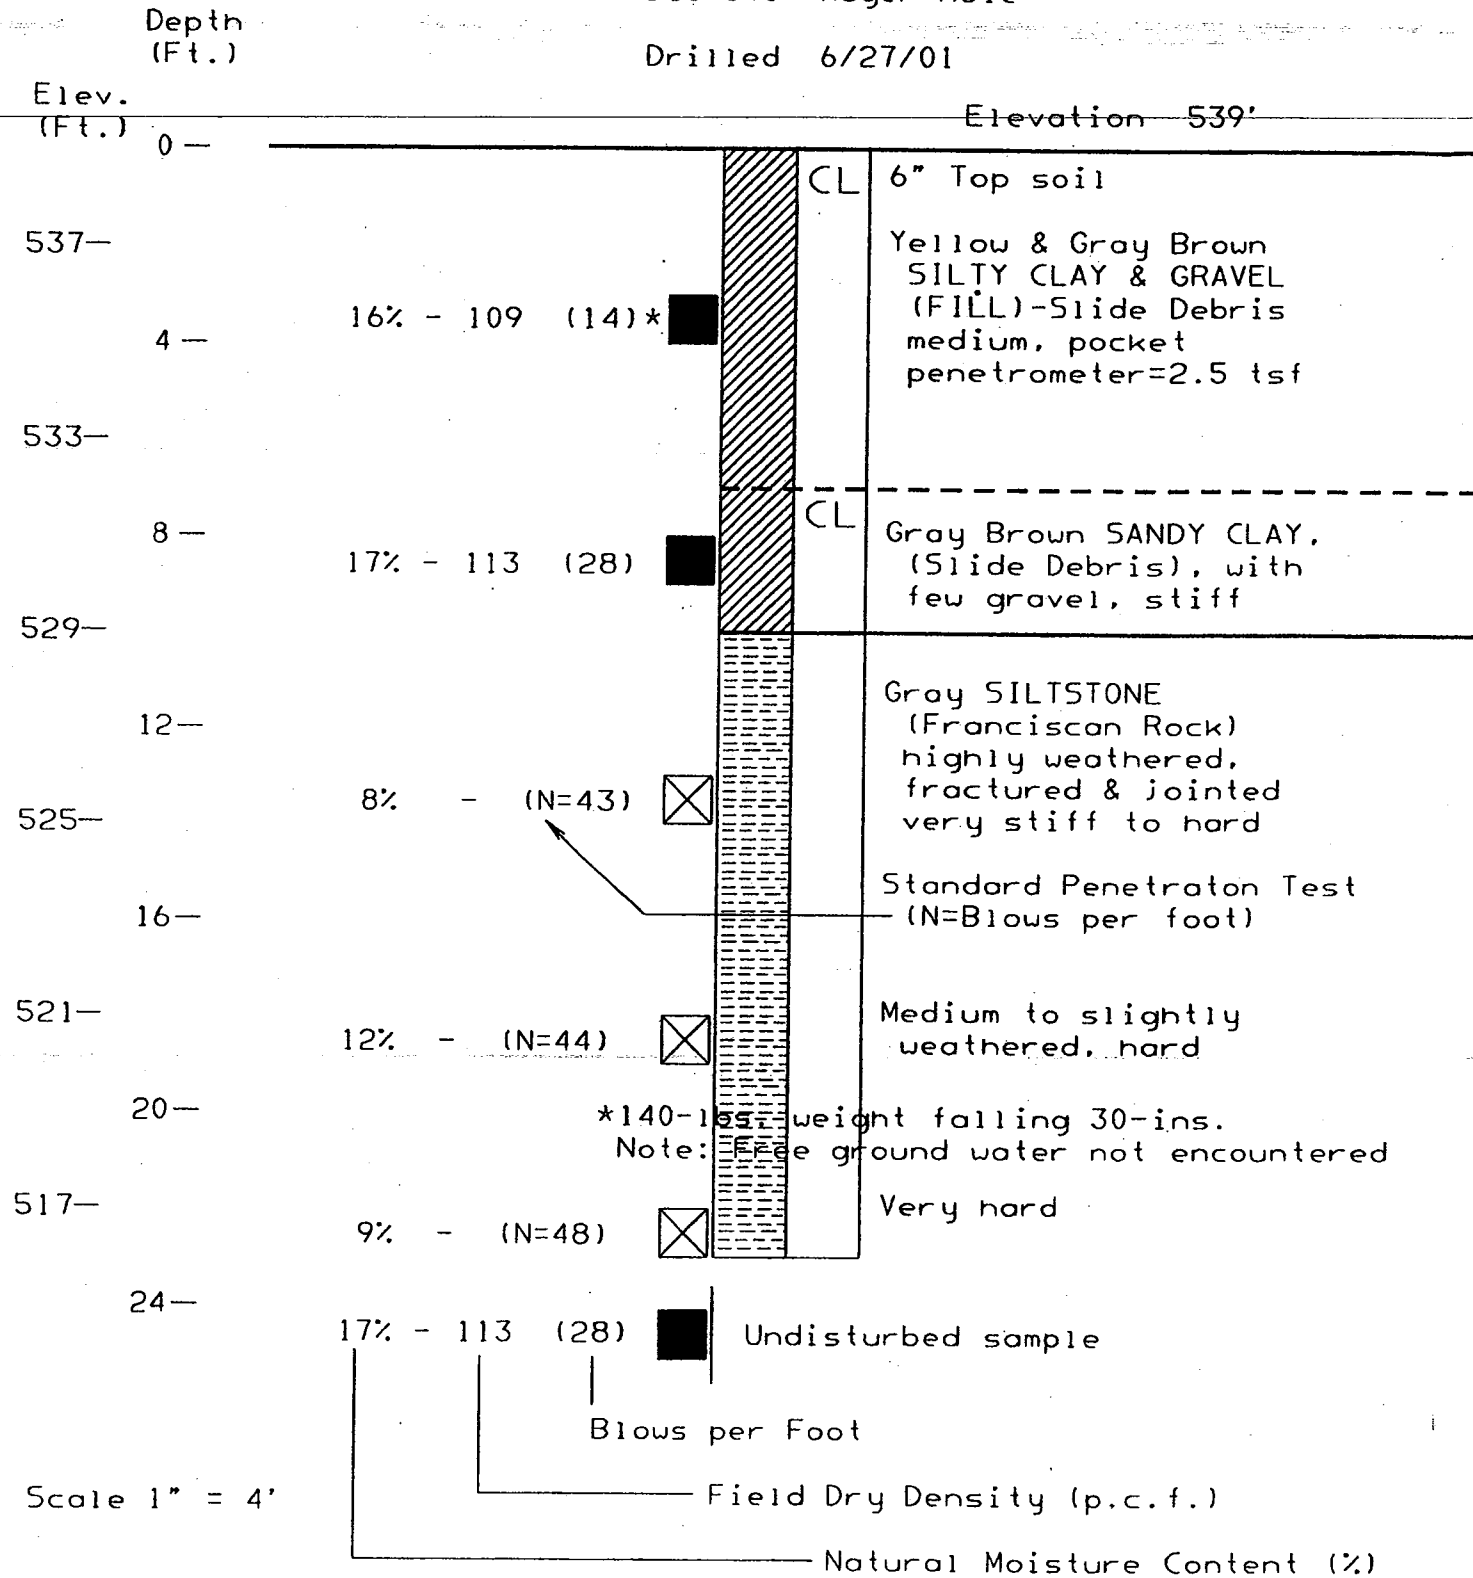 Depth
(Ft.)
Drilled 6/27/01
Elev.
(Ft.)
Elevation 539'
0
CL
6" Top soil
537
Yellow & Gray Brown
SILTY CLAY & GRAVEL
(FILL)-Slide Debris
medium, pocket
penetrometer=2.5 tsf
16% - 109 (14)*
4
533
CL
8
Gray Brown SANDY CLAY,
(Slide Debris), with
few gravel, stiff
17% - 113 (28)
529
Gray SILTSTONE
(Franciscan Rock)
highly weathered,
fractured & jointed
very stiff to hard
12
8% - (N=43)
525
Standard Penetraton Test
(N=Blows per foot)
16
521
Medium to slightly
weathered, hard
12% - (N=44)
20
*140-lbs. weight falling 30-ins.
Note: Free ground water not encountered
517
Very hard
9% - (N=48)
24
17% - 113 (28)
Undisturbed sample
Blows per Foot
Scale 1" = 4'
Field Dry Density (p.c.f.)
Natural Moisture Content (%)